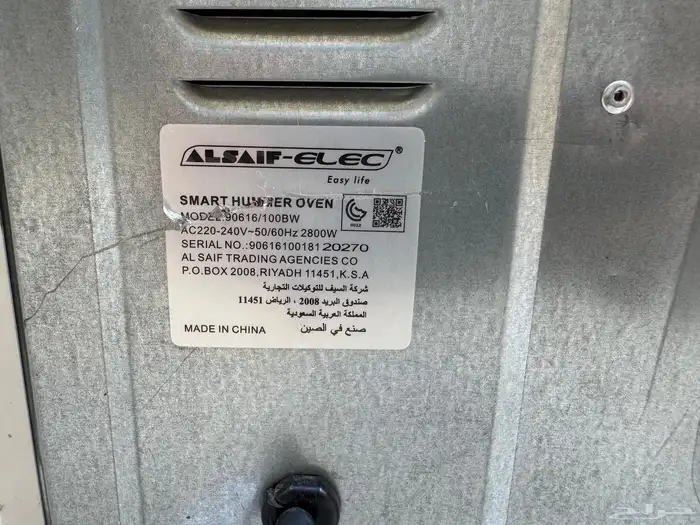 ALSAIF-ELEC®
Easy life
SMART HUMMER OVEN
MODEL 90616/100BW
AC220-240V~50/60Hz 2800W
SERIAL NO.:90616100181 20270
AL SAIF TRADING AGENCIES CO
P.O.BOX 2008,RIYADH 11451,K.S.A
شركة السيف للتوكيلات التجارية
صندوق البريد 2008 ، الرياض 11451
المملكة العربية السعودية
MADE IN CHINA صنع في الصين
حراج